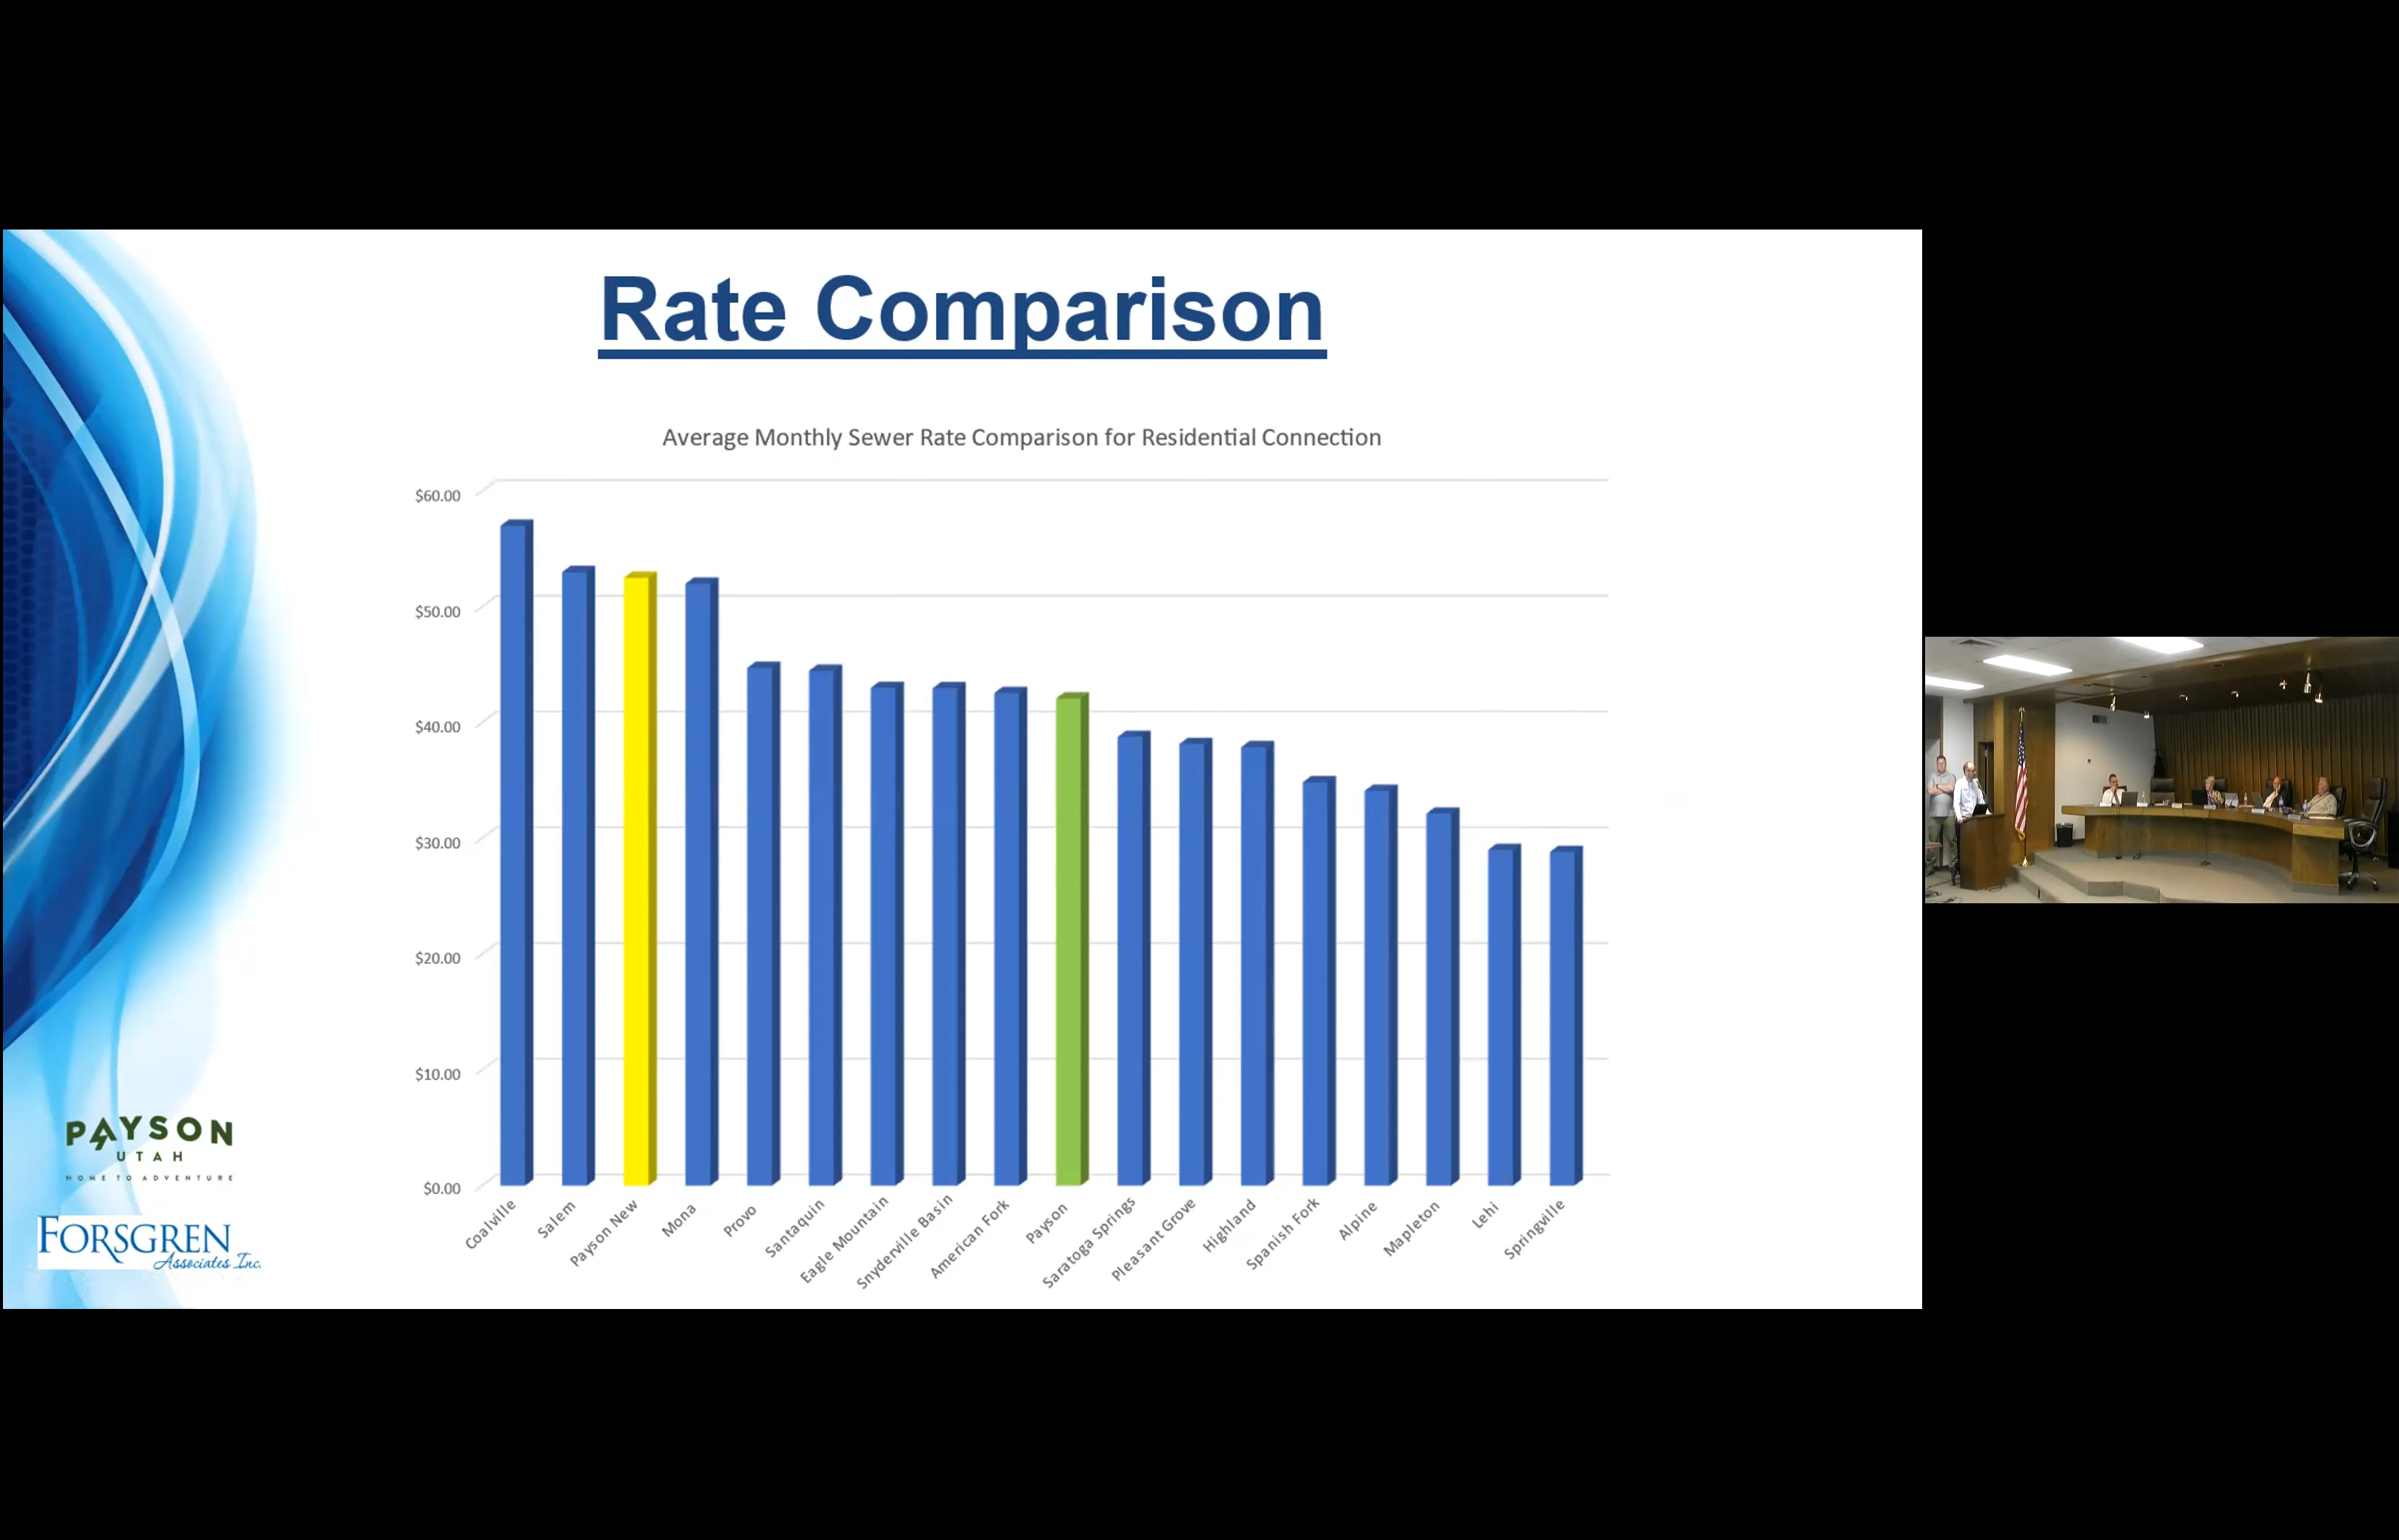 Rate Comparison
Average Monthly Sewer Rate Comparison for Residential Connection
$60.00
$50.00
$40.00
$30.00
$20.00
$10.00
$0.00
Coalville
Salem
Payson New
Mona
Provo
Santaquin
Eagle Mountain
Snyderville Basin
American Fork
Payson
Saratoga Springs
Pleasant Grove
Highland
Spanish Fork
Alpine
Mapleton
Lehi
Springville
PAYSON
UTAH
HOME TO ADVENTURE
FORSGREN
Associates Inc.